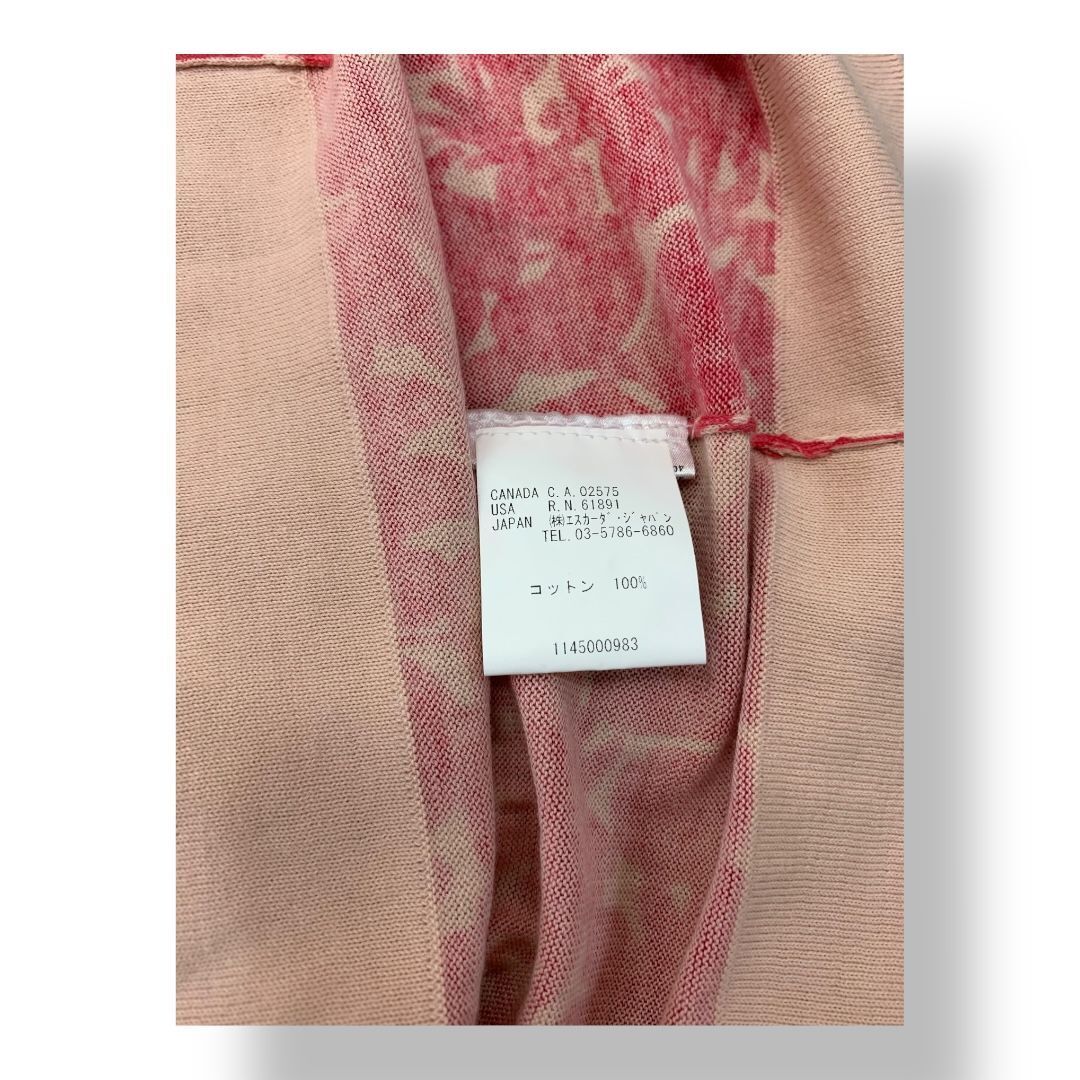 CANADA C.A.02575
USA R.N.61891
JAPAN ㈱ｴｽｶｰﾀﾞ･ｼﾞｬﾊﾟﾝ
TEL.03-5786-6860
コットン 100%
1145000983